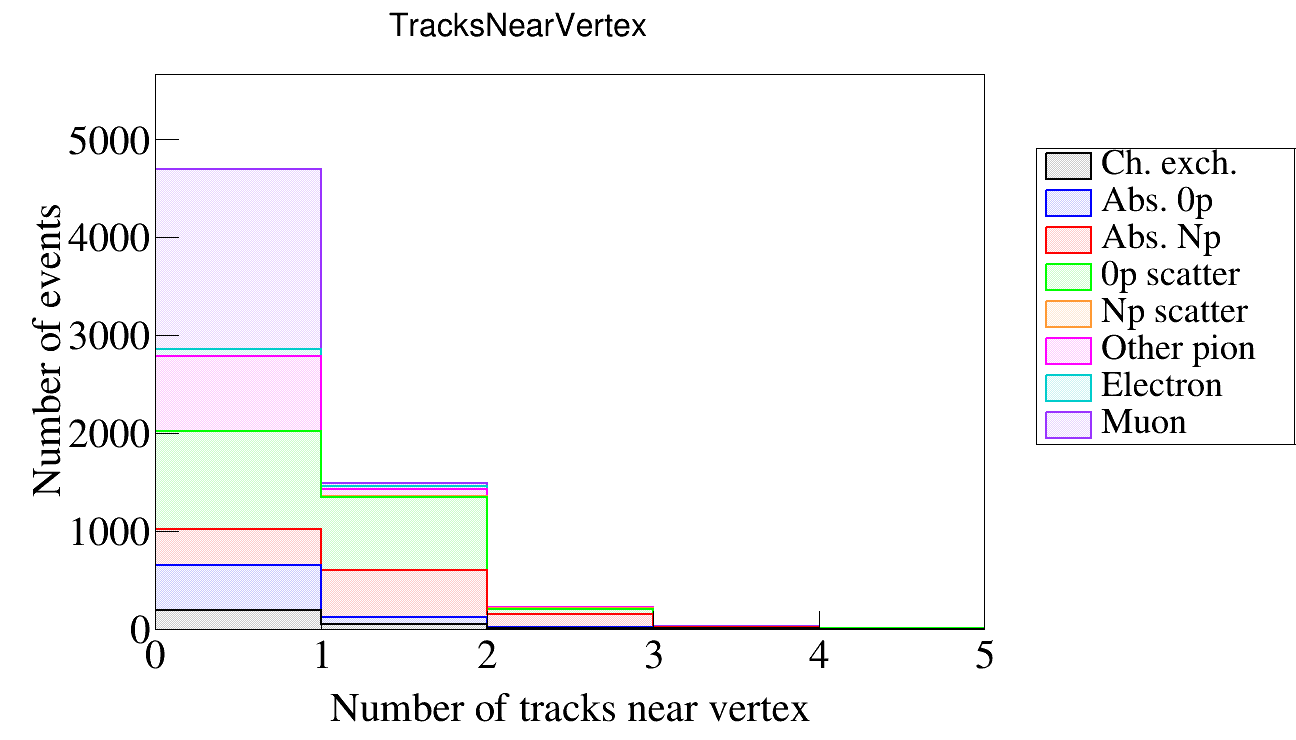 TracksNearVertex
Number of events
5000
4000
3000
2000
1000
0
0 1 2 3 4 5
Number of tracks near vertex
Ch. exch.
Abs. 0p
Abs. Np
0p scatter
Np scatter
Other pion
Electron
Muon